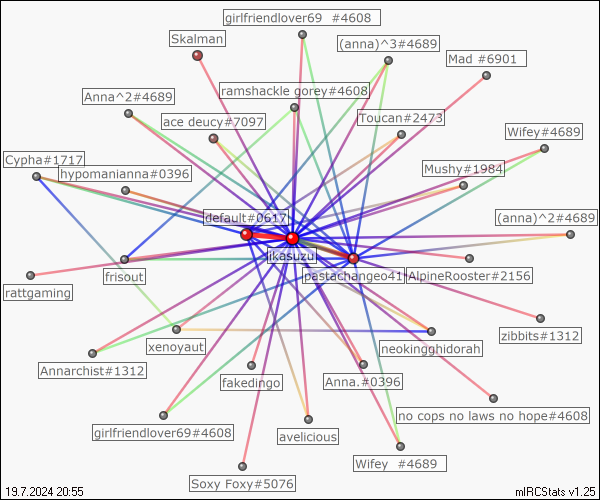 girlfriendlover69  #4608
Skalman
(anna)^3#4689
Mad #6901
ramshackle gorey#4608
Anna^2#4689
ace deucy#7097
Toucan#2473
Wifey#4689
Cypha#1717
hypomanianna#0396
Mushy#1984
default#0617
(anna)^2#4689
jkasuzu
frisout
pastachangeo41
AlpineRooster#2156
rattgaming
xenoyaut
neokingghidorah
zibbits#1312
Annarchist#1312
fakedingo
Anna.#0396
no cops no laws no hope#4608
girlfriendlover69#4608
avelicious
Wifey  #4689
Soxy Foxy#5076
19.7.2024 20:55
mIRCStats v1.25